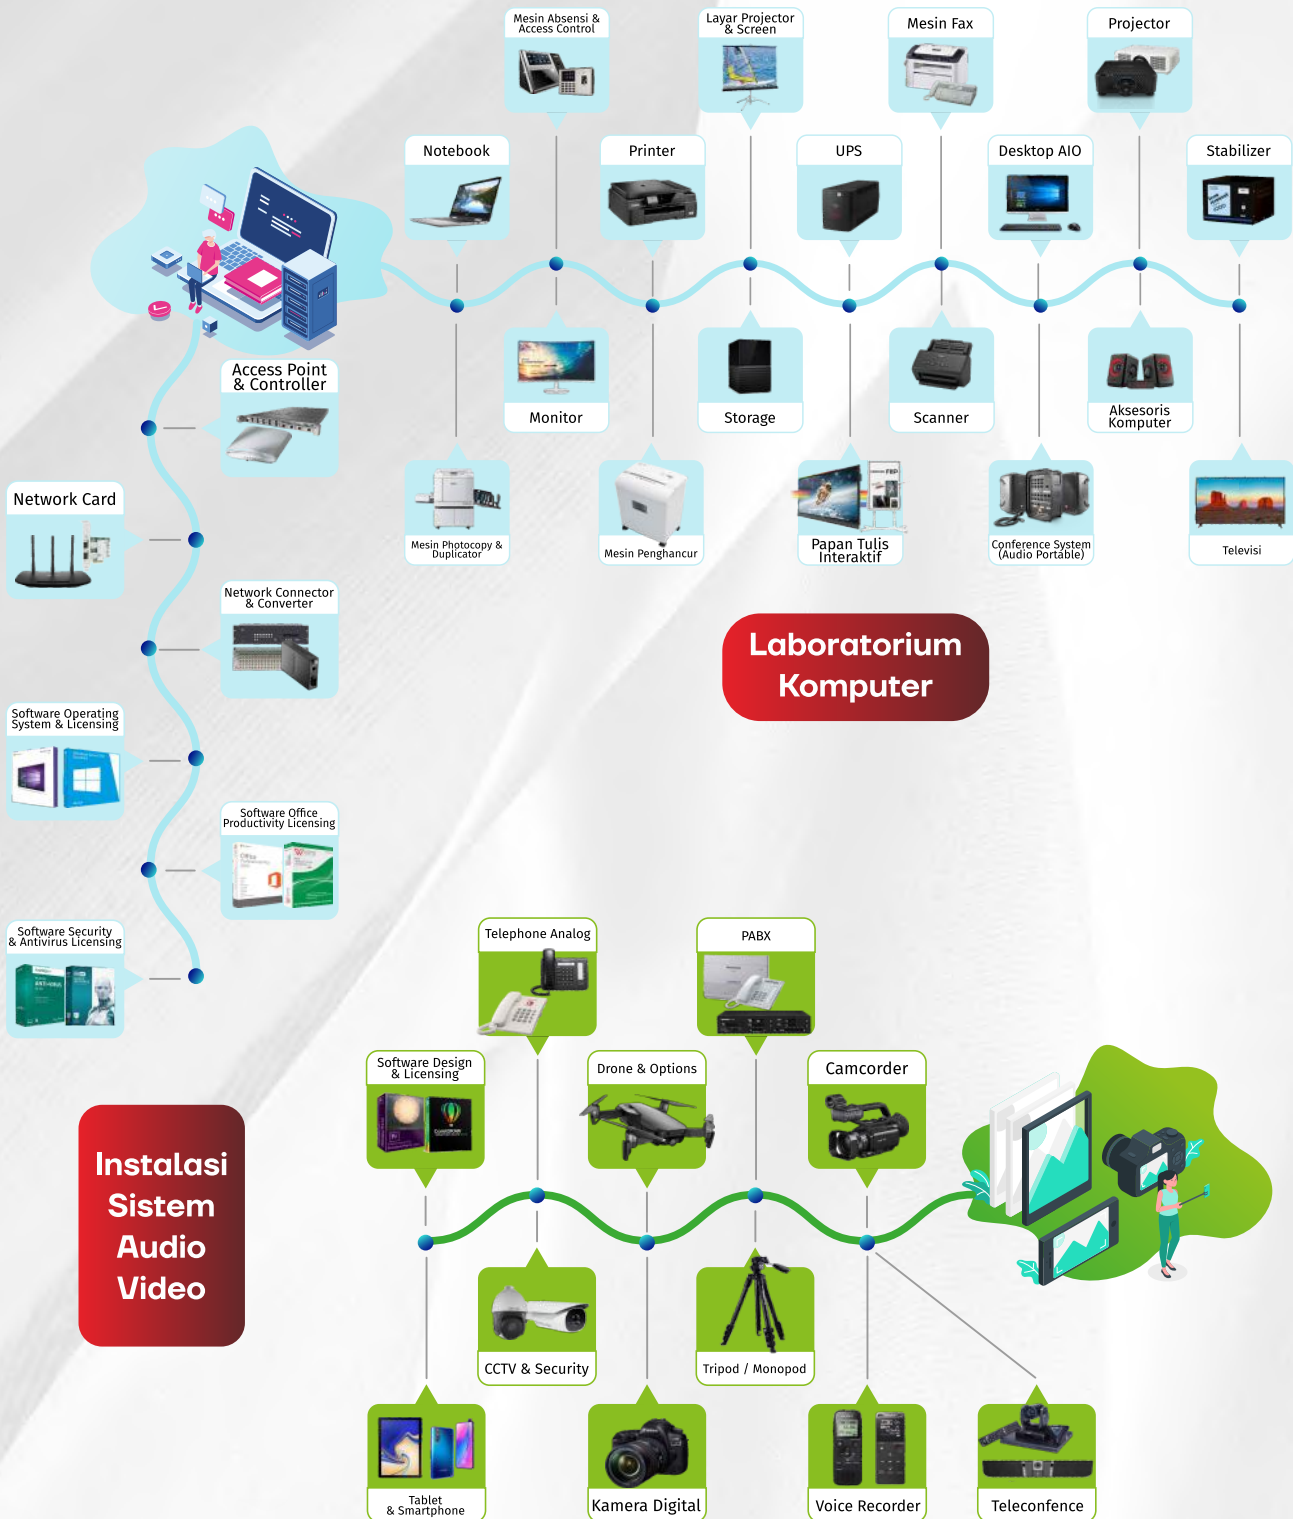 Mesin Absensi &
Access Control
Layar Projector
& Screen
Mesin Fax
Projector
Notebook
Printer
UPS
Desktop AIO
Stabilizer
Monitor
Storage
Scanner
Aksesoris
Komputer
Mesin Photocopy &
Duplicator
Mesin Penghancur
Papan Tulis
Interaktif
Conference System
(Audio Portable)
Televisi
Access Point
& Controller
Network Card
Network Connector
& Converter
Software Operating
System & Licensing
Software Office
Productivity Licensing
Software Security
& Antivirus Licensing
Laboratorium
Komputer
Telephone Analog
PABX
Software Design
& Licensing
Drone & Options
Camcorder
CCTV & Security
Tripod / Monopod
Tablet
& Smartphone
Kamera Digital
Voice Recorder
Teleconfence
Instalasi
Sistem
Audio
Video